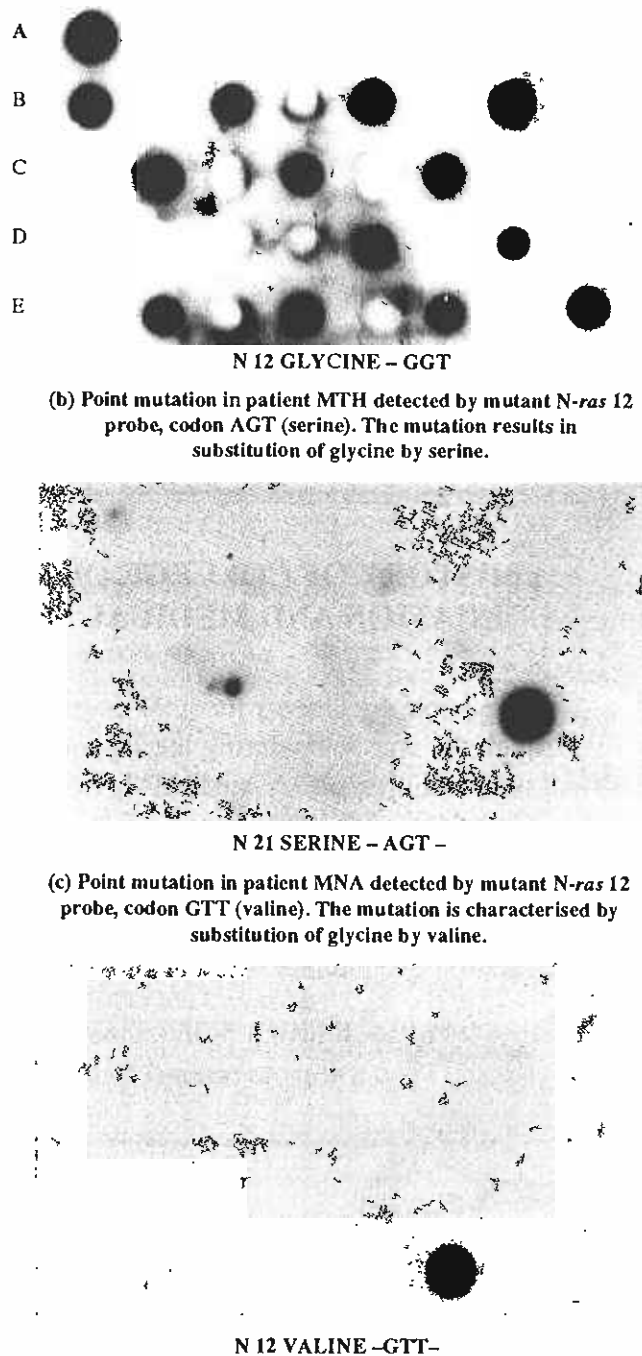 A
B
C
D
E
N 12 GLYCINE – GGT
(b) Point mutation in patient MTH detected by mutant N-ras 12
probe, codon AGT (serine). The mutation results in
substitution of glycine by serine.
N 21 SERINE – AGT –
(c) Point mutation in patient MNA detected by mutant N-ras 12
probe, codon GTT (valine). The mutation is characterised by
substitution of glycine by valine.
N 12 VALINE –GTT–